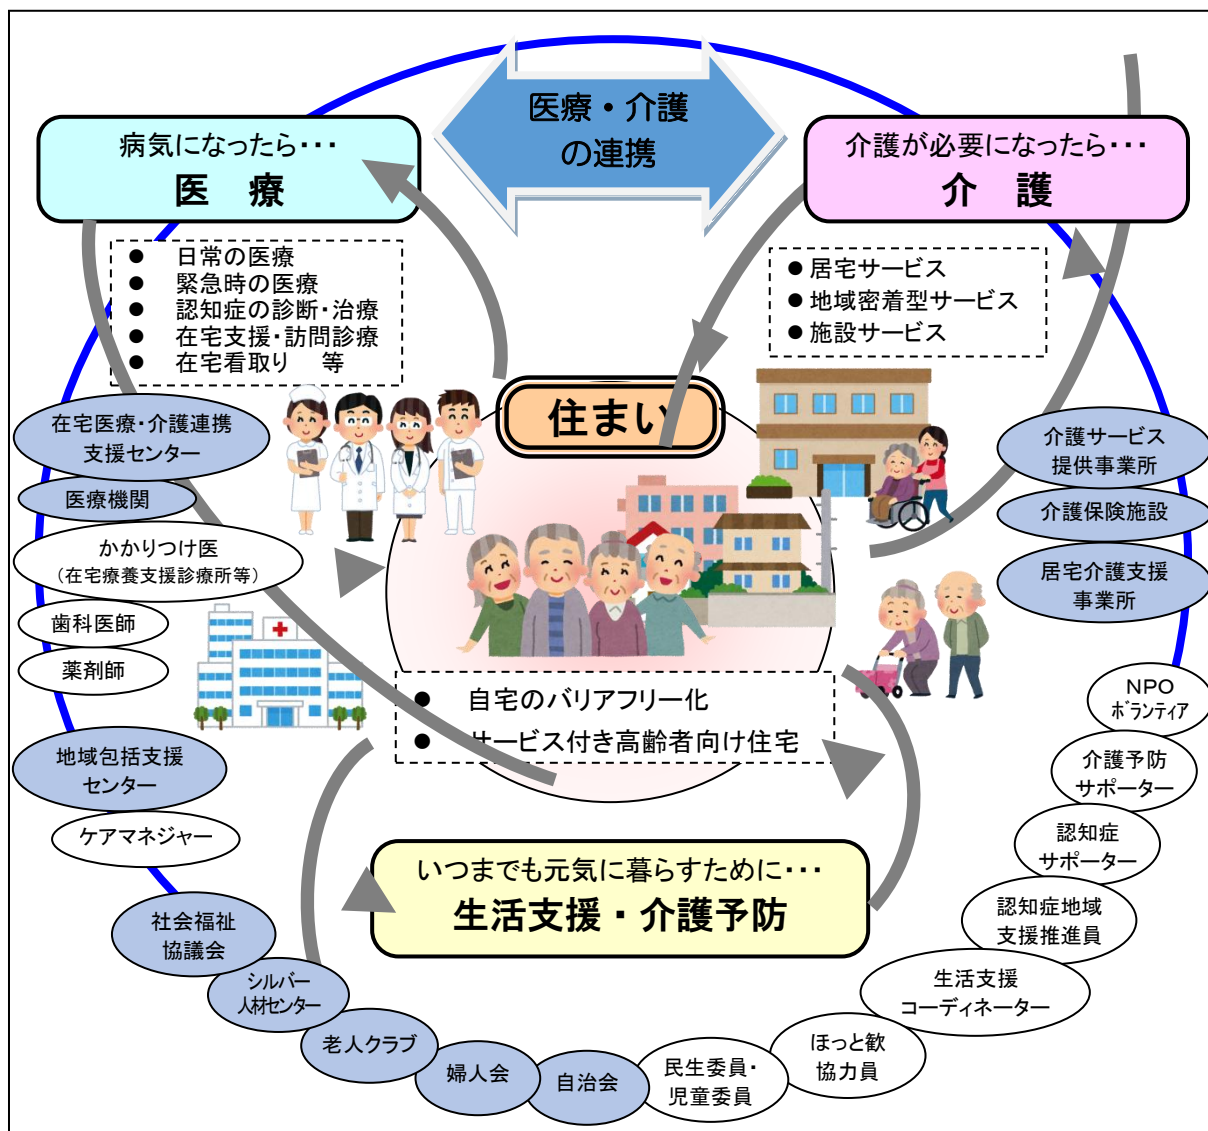 医療・介護
の連携
病気になったら･･･
医　療
介護が必要になったら･･･
介　護
● 日常の医療
● 緊急時の医療
● 認知症の診断･治療
● 在宅支援･訪問診療
● 在宅看取り　等
● 居宅サービス
● 地域密着型サービス
● 施設サービス
住まい
在宅医療･介護連携
支援センター
医療機関
かかりつけ医
（在宅療養支援診療所等）
歯科医師
薬剤師
地域包括支援
センター
ケアマネジャー
社会福祉
協議会
シルバー
人材センター
老人クラブ
婦人会
自治会
民生委員･
児童委員
ほっと歓
協力員
生活支援
コーディネーター
認知症地域
支援推進員
認知症
サポーター
介護予防
サポーター
NPO
ﾎﾞﾗﾝﾃｨｱ
介護サービス
提供事業所
介護保険施設
居宅介護支援
事業所
● 自宅のバリアフリー化
● サービス付き高齢者向け住宅
いつまでも元気に暮らすために･･･
生活支援・介護予防